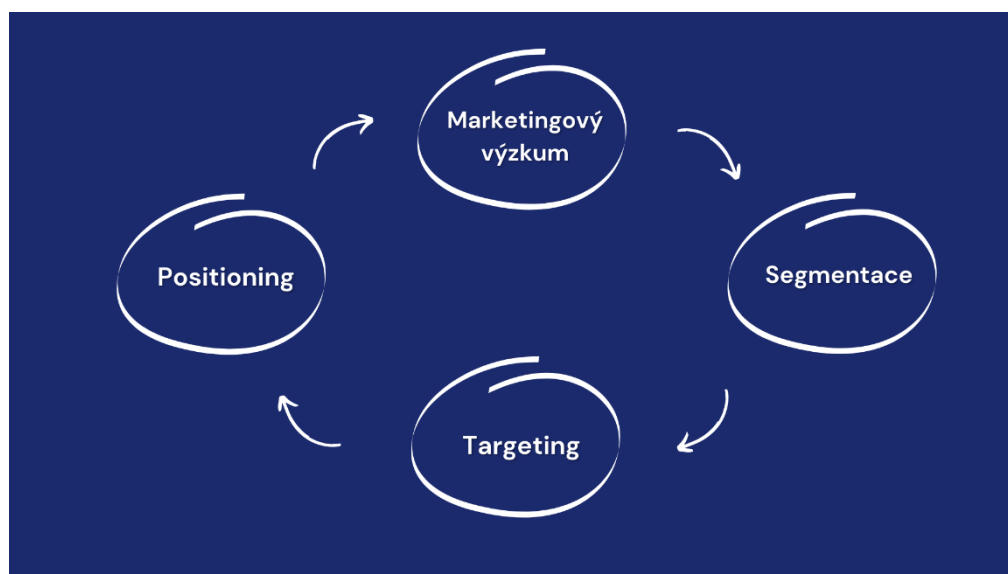 Marketingový
výzkum
Segmentace
Targeting
Positioning